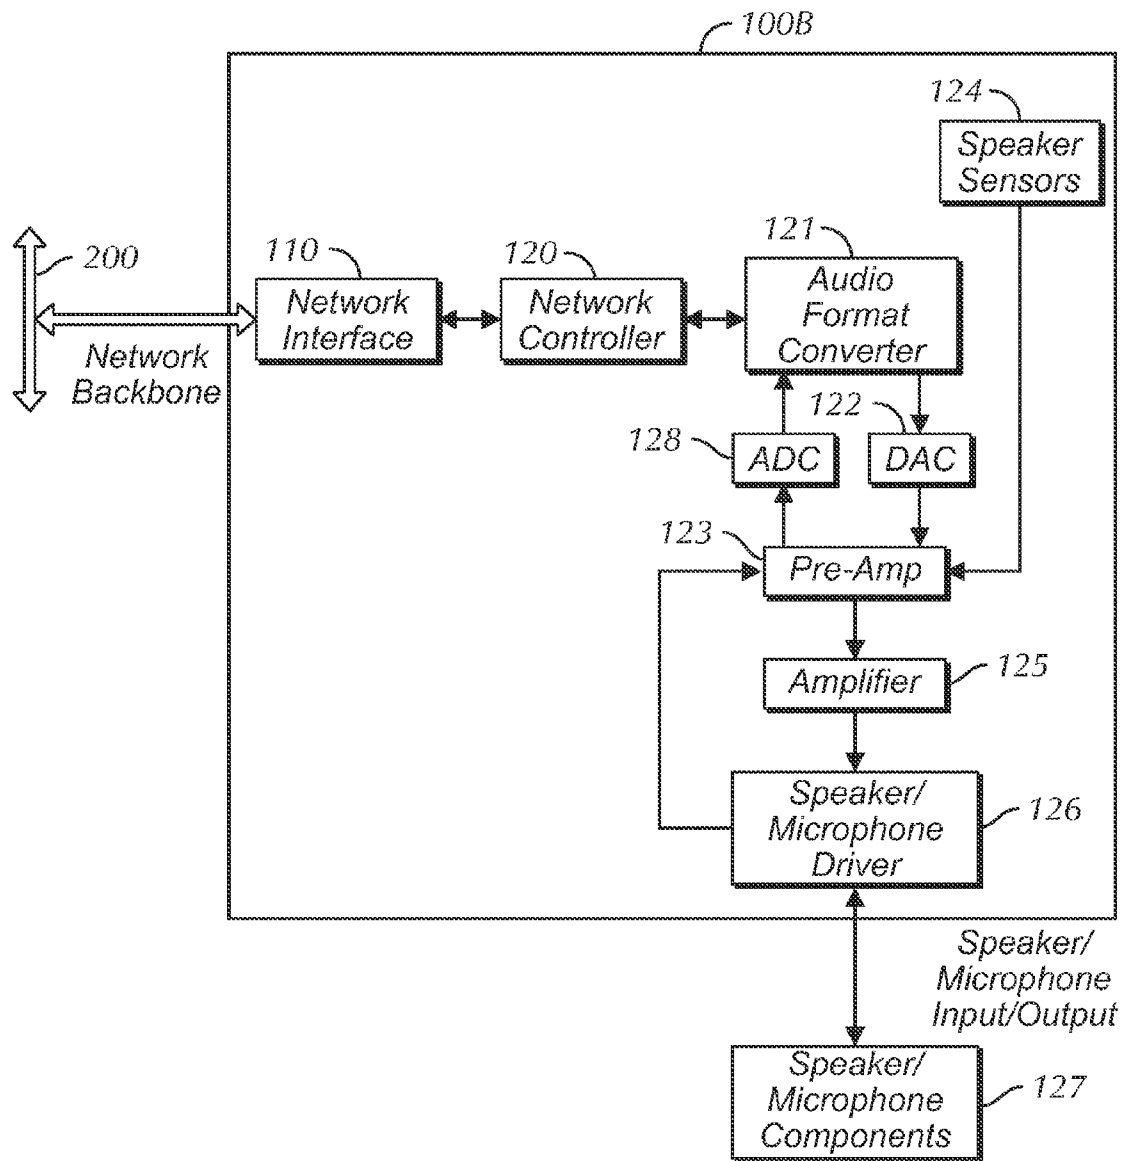 100B
124
Speaker
Sensors
200
110
120
121
Network
Interface
Network
Controller
Audio
Format
Converter
Network
Backbone
128
ADC
122
DAC
123
Pre-Amp
Amplifier
125
Speaker/
Microphone
Driver
126
Speaker/
Microphone
Input/Output
Speaker/
Microphone
Components
127